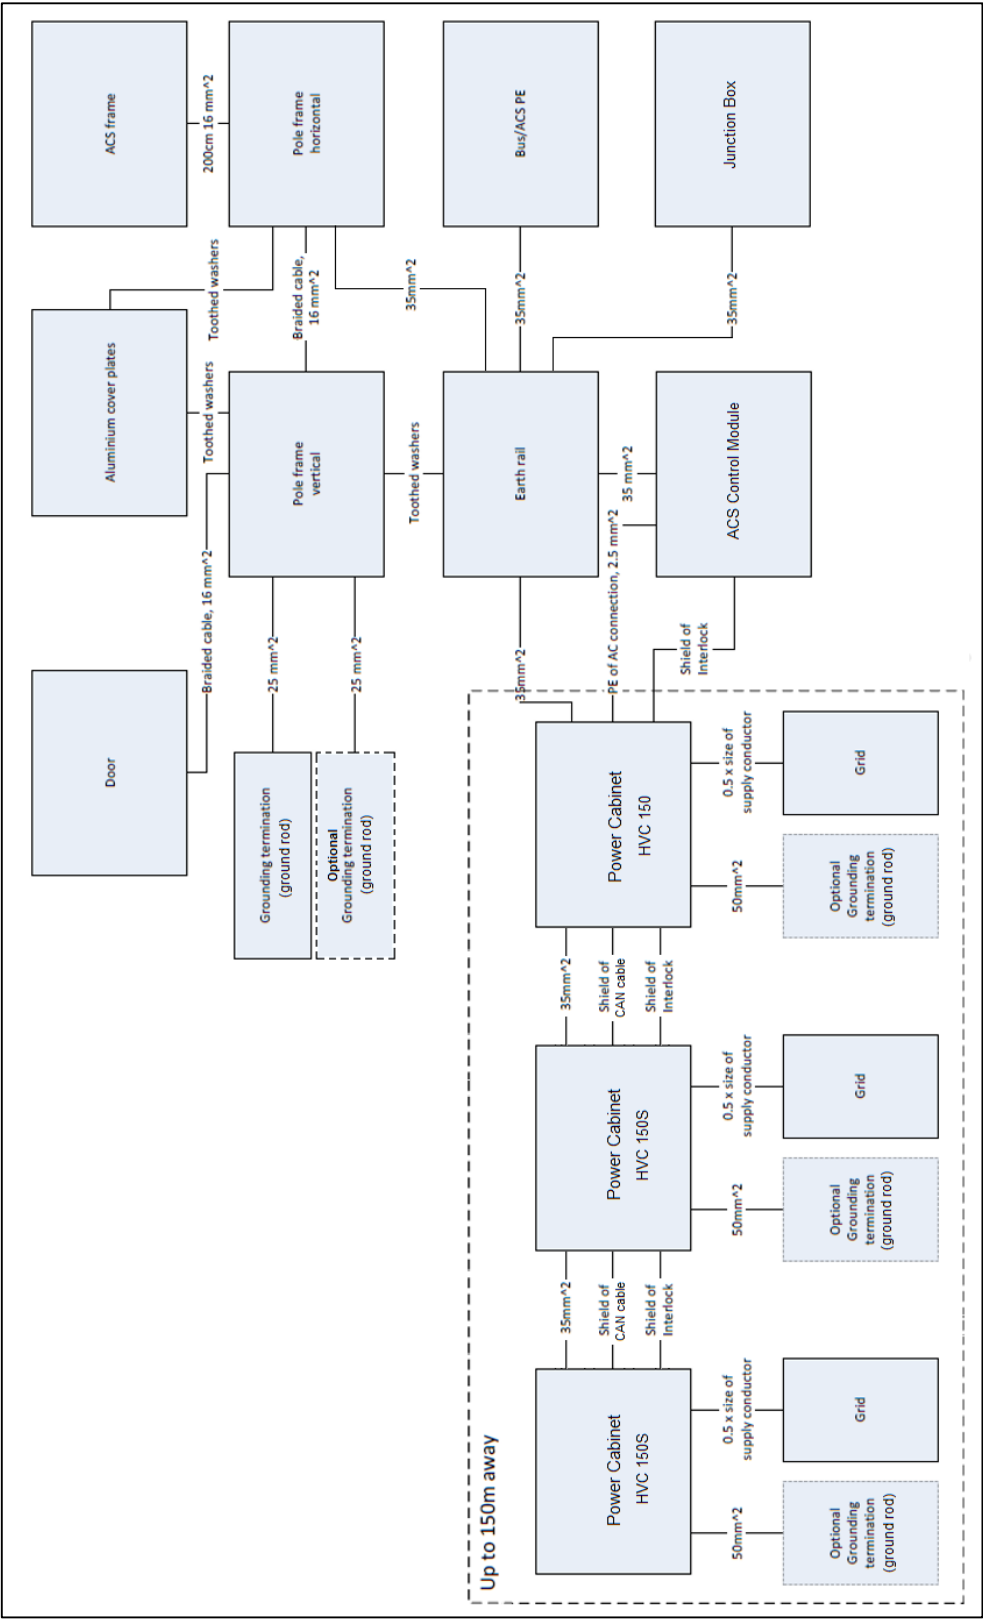 Door
Aluminium cover plates
ACS frame
Braided cable, 16 mm^2
Toothed washers
Toothed washers
200cm 16 mm^2
Grounding termination
(ground rod)
25 mm^2
Optional
Grounding termination
(ground rod)
25 mm^2
Pole frame
vertical
Braided cable,
16 mm^2
Pole frame
horizontal
Toothed washers
35mm^2
Up to 150m away
35mm^2
Earth rail
35mm^2
Bus/ACS PE
Power Cabinet
HVC 150S
35mm^2
Shield of
CAN cable
Shield of
Interlock
Power Cabinet
HVC 150S
35mm^2
Shield of
CAN cable
Shield of
Interlock
Power Cabinet
HVC 150
PE of AC connection, 2.5 mm^2
35 mm^2
Shield of
Interlock
ACS Control Module
35mm^2
Junction Box
50mm^2
0.5 x size of
supply conductor
50mm^2
0.5 x size of
supply conductor
50mm^2
0.5 x size of
supply conductor
Optional
Grounding
termination
(ground rod)
Grid
Optional
Grounding
termination
(ground rod)
Grid
Optional
Grounding
termination
(ground rod)
Grid